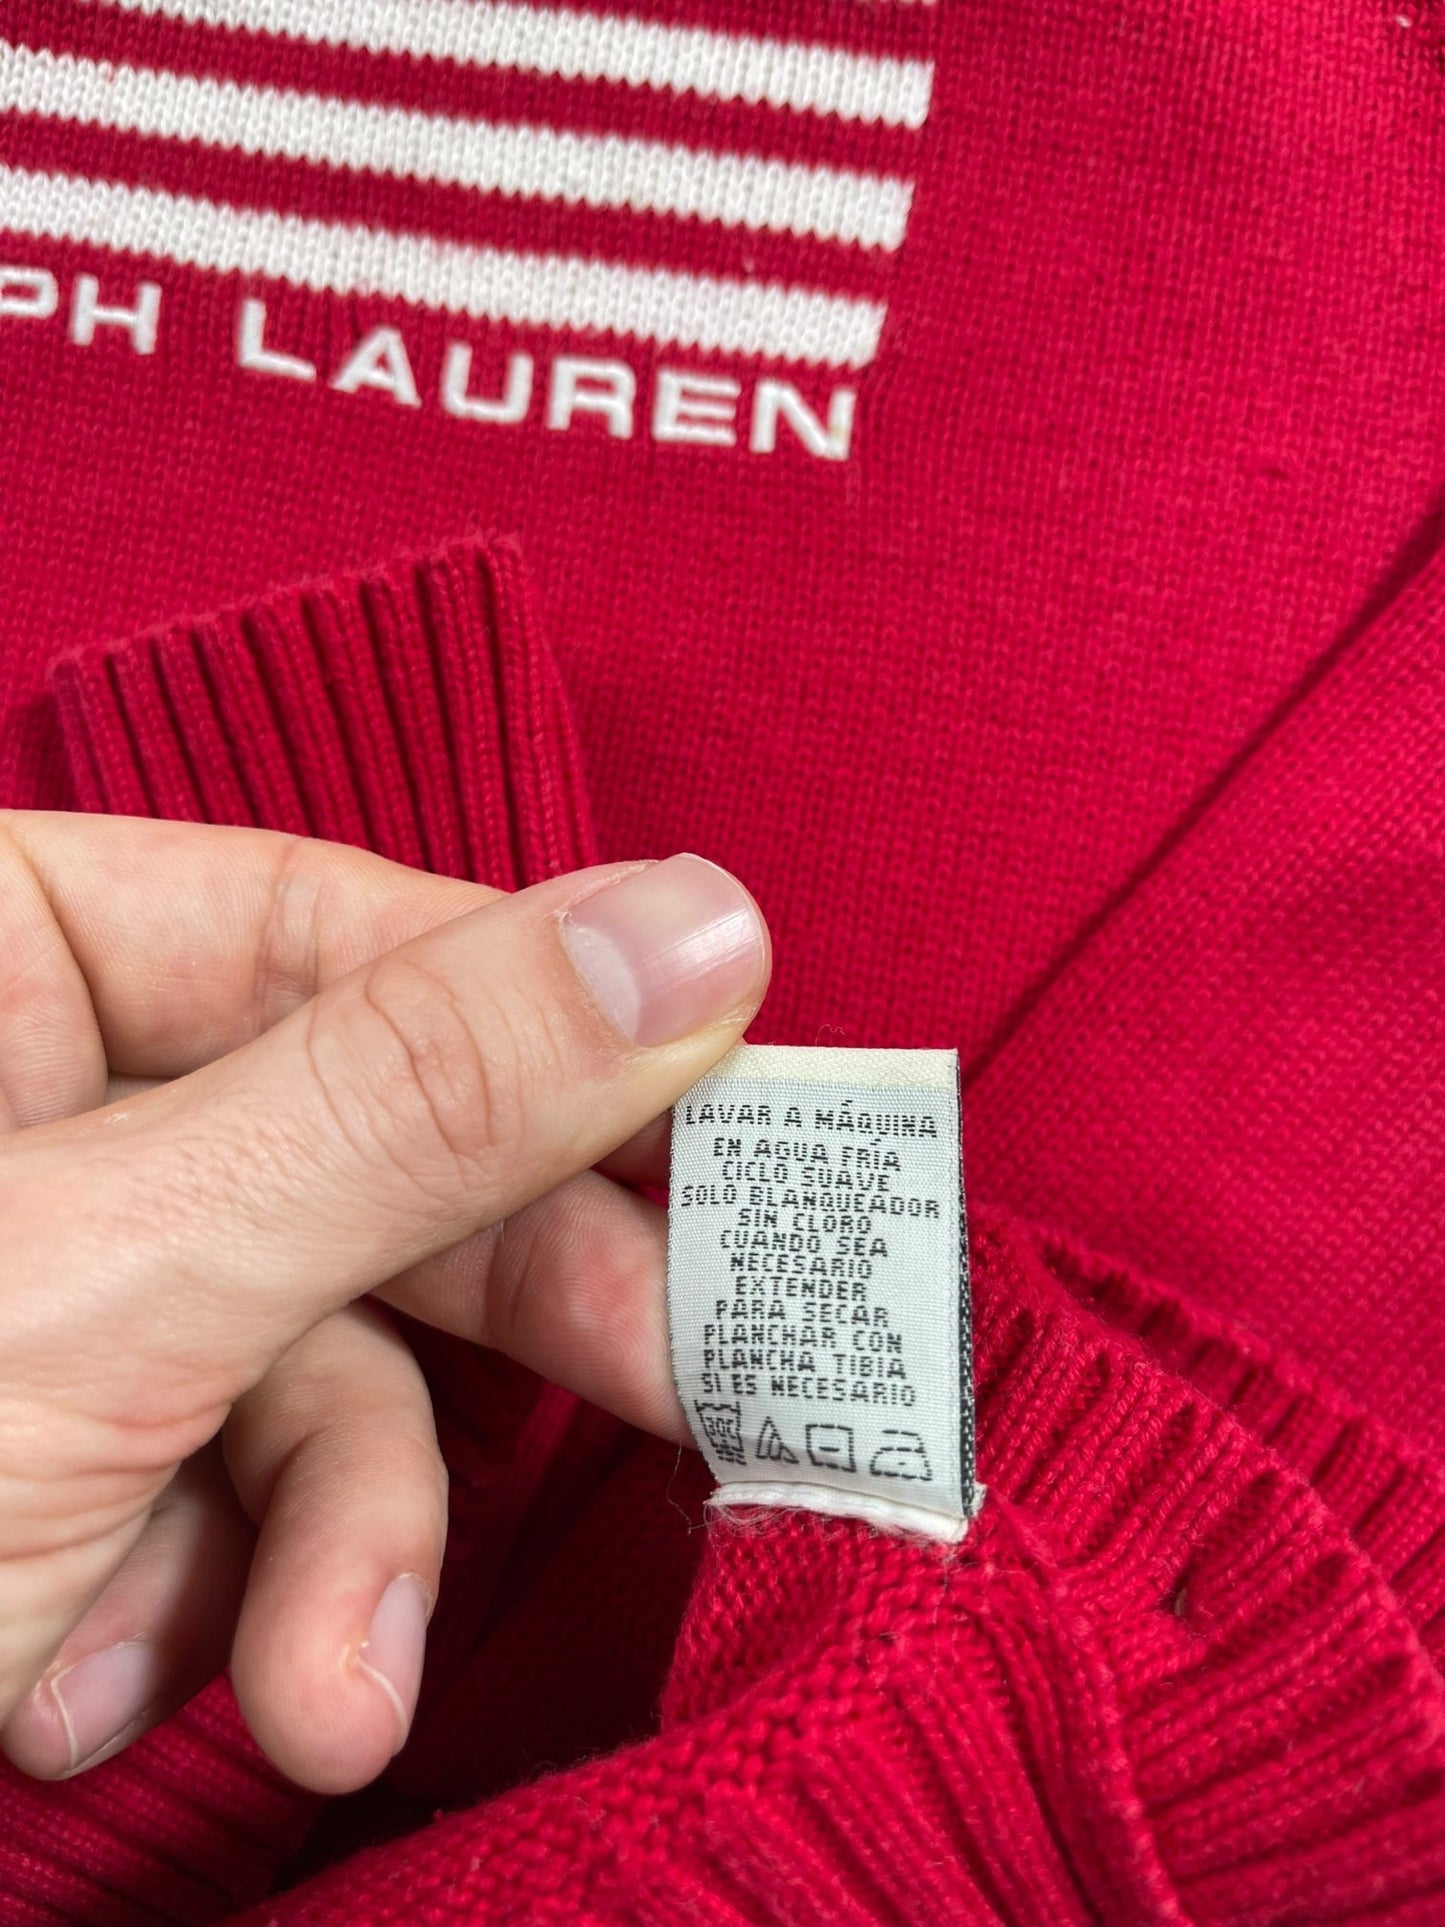 PH LAUREN
LAVAR A MÁQUINA
EN AGUA FRÍA
CICLO SUAVE
SOLO BLANQUEADOR
SIN CLORO
CUANDO SEA
NECESARIO
EXTENDER
PARA SECAR
PLANCHAR CON
PLANCHA TIBIA
SI ES NECESARIO
30C